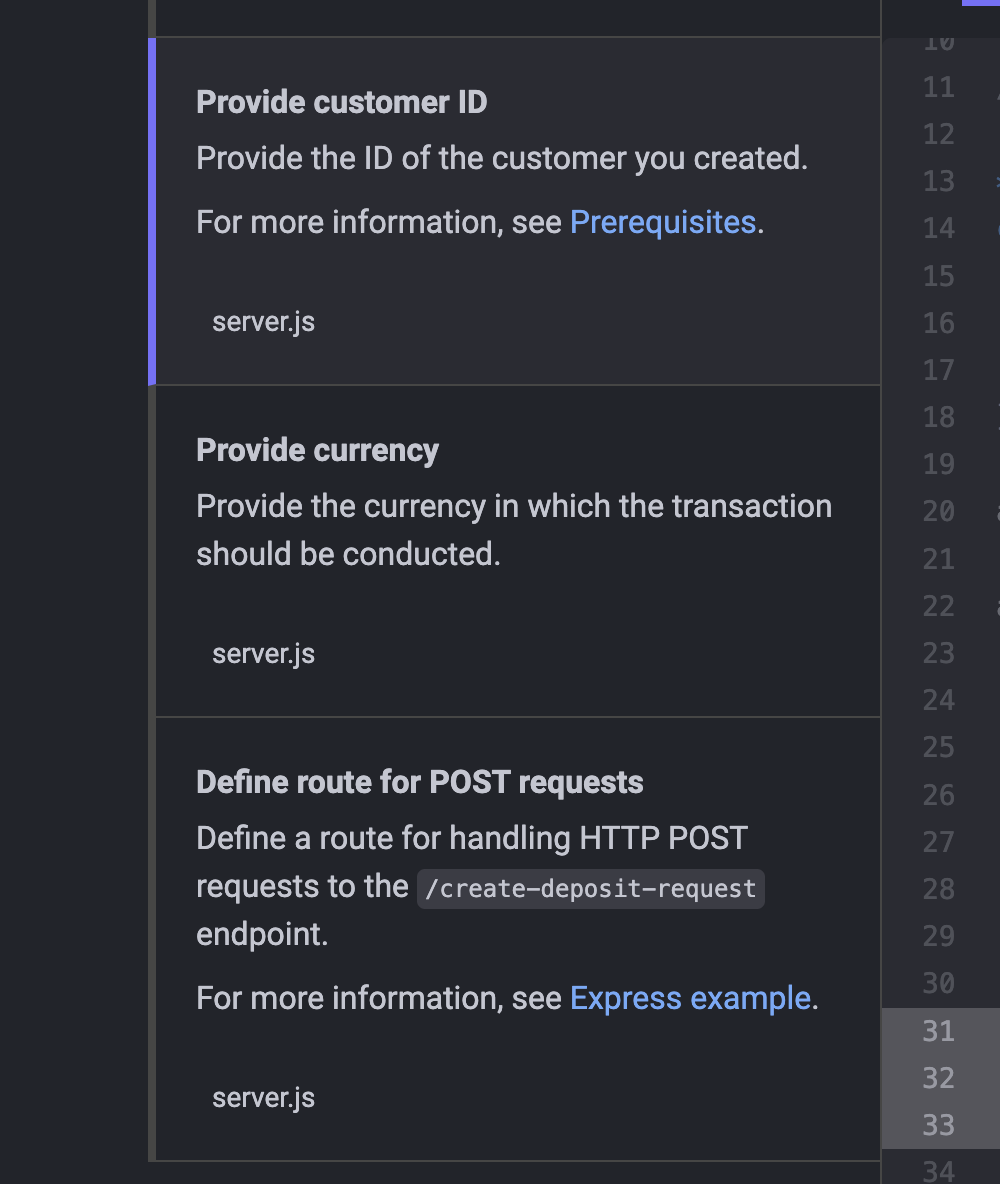 Provide customer ID
Provide the ID of the customer you created.
For more information, see Prerequisites.
server.js
Provide currency
Provide the currency in which the transaction
should be conducted.
server.js
Define route for POST requests
Define a route for handling HTTP POST
requests to the /create-deposit-request
endpoint.
For more information, see Express example.
server.js
10
11
12
13
14
15
16
17
18
19
20
21
22
23
24
25
26
27
28
29
30
31
32
33
34